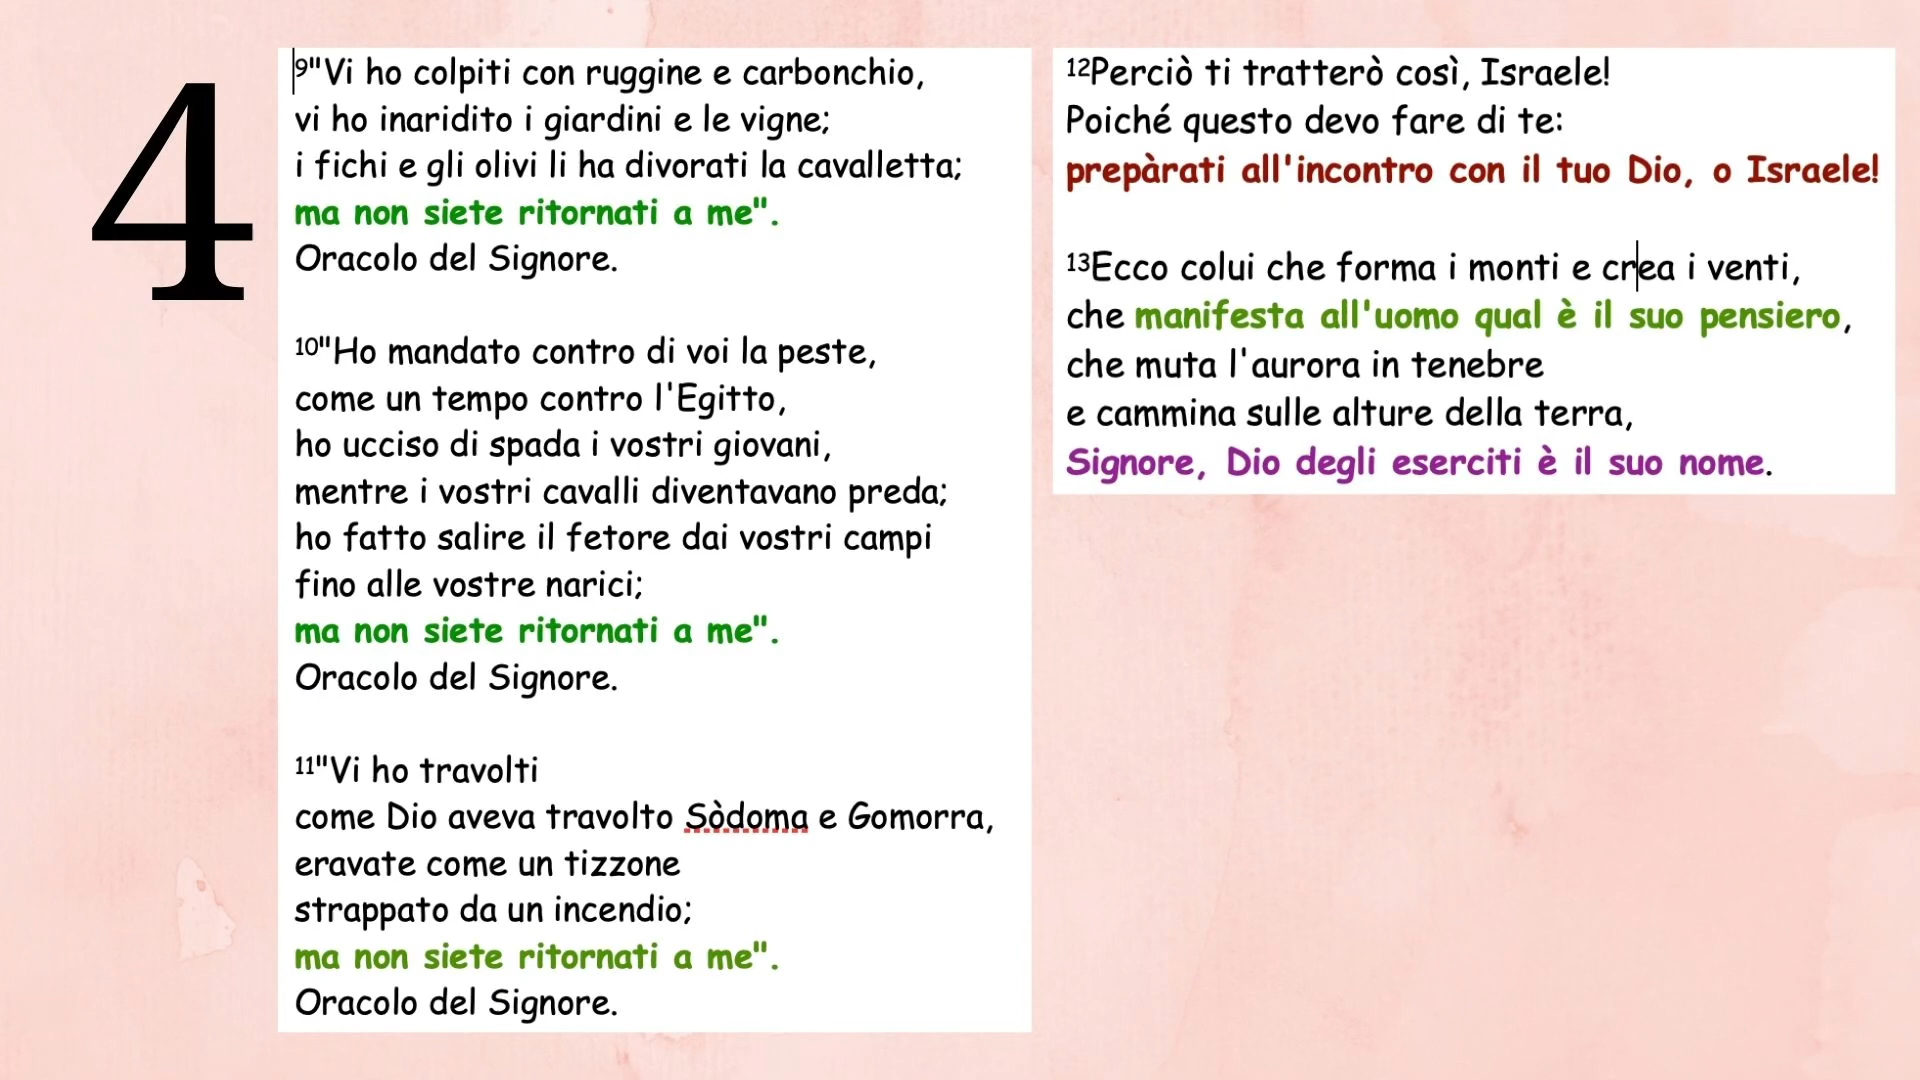 4
9"Vi ho colpiti con ruggine e carbonchio,
vi ho inaridito i giardini e le vigne;
i fichi e gli olivi li ha divorati la cavalletta;
ma non siete ritornati a me".
Oracolo del Signore.
10"Ho mandato contro di voi la peste,
come un tempo contro l'Egitto,
ho ucciso di spada i vostri giovani,
mentre i vostri cavalli diventavano preda;
ho fatto salire il fetore dai vostri campi
fino alle vostre narici;
ma non siete ritornati a me".
Oracolo del Signore.
11"Vi ho travolti
come Dio aveva travolto Sòdoma e Gomorra,
eravate come un tizzone
strappato da un incendio;
ma non siete ritornati a me".
Oracolo del Signore.
12Perciò ti tratterò così, Israele!
Poiché questo devo fare di te:
prepàrati all'incontro con il tuo Dio, o Israele!
13Ecco colui che forma i monti e crea i venti,
che manifesta all'uomo qual è il suo pensiero,
che muta l'aurora in tenebre
e cammina sulle alture della terra,
Signore, Dio degli eserciti è il suo nome.